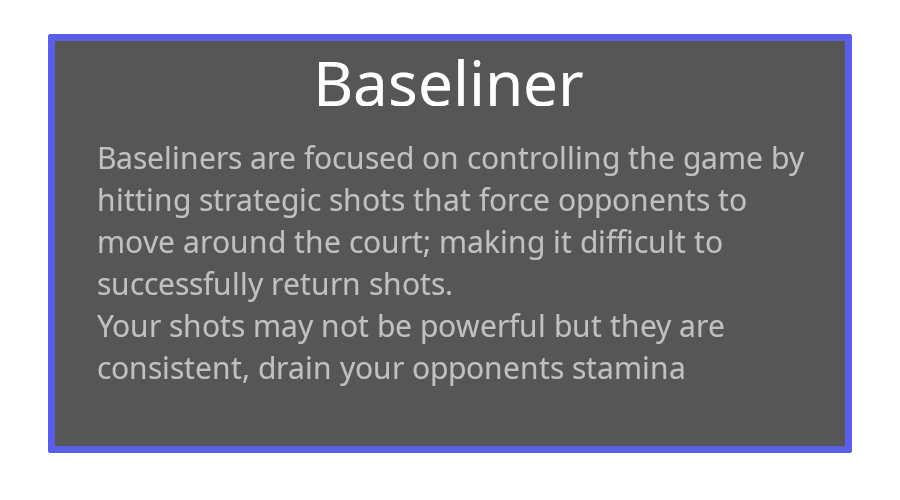 Baseliner
Baseliners are focused on controlling the game by
hitting strategic shots that force opponents to
move around the court; making it difficult to
successfully return shots.
Your shots may not be powerful but they are
consistent, drain your opponents stamina